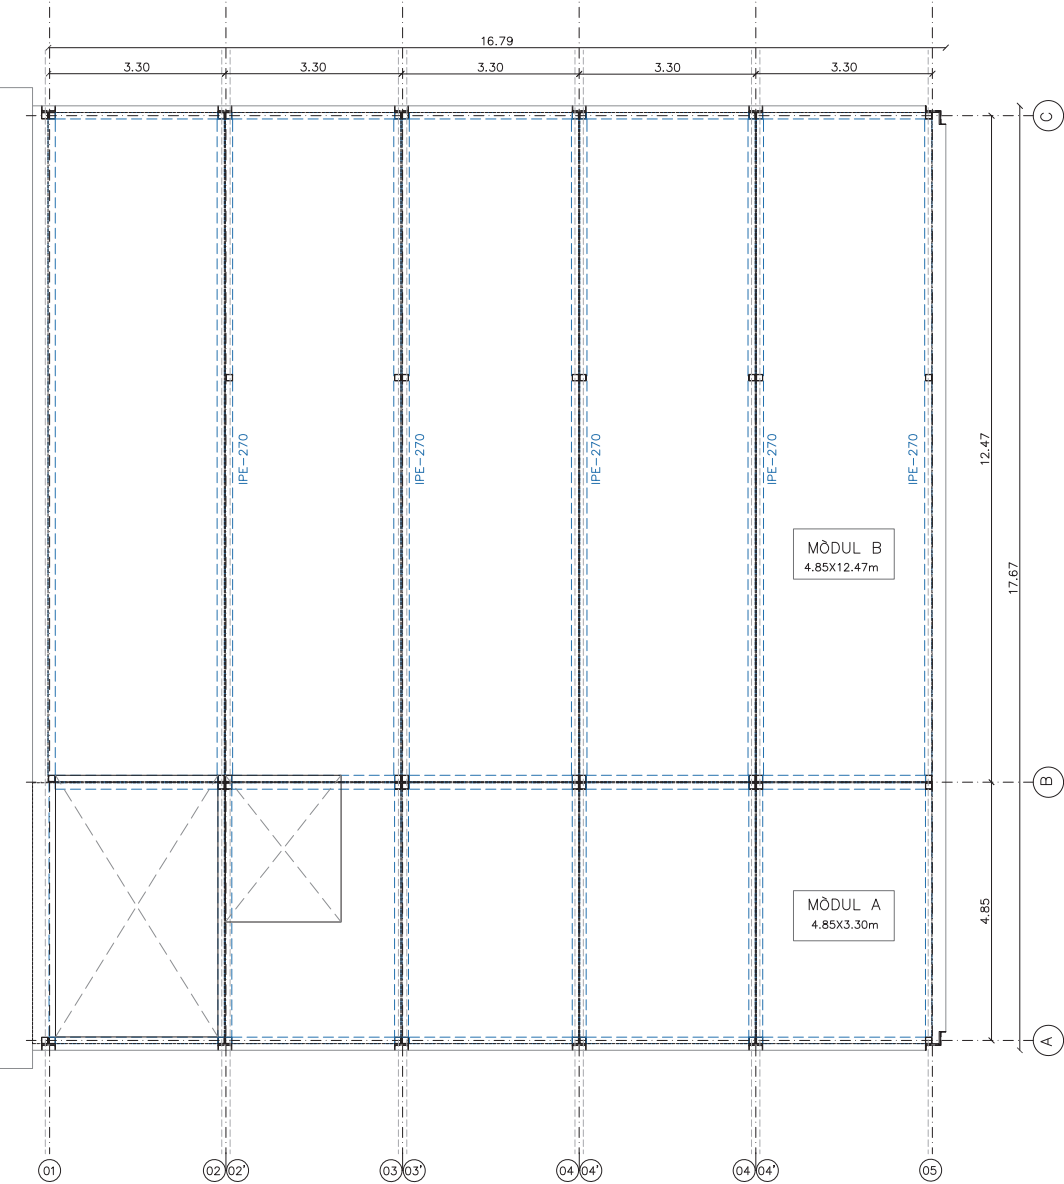 16.79
3.30 3.30 3.30 3.30 3.30
C
IPE-270 IPE-270 IPE-270 IPE-270 IPE-270
12.47
MÒDUL B
4.85X12.47m
17.67
B
MÒDUL A
4.85X3.30m
4.85
A
01 02 02' 03 03' 04 04' 04 04' 05